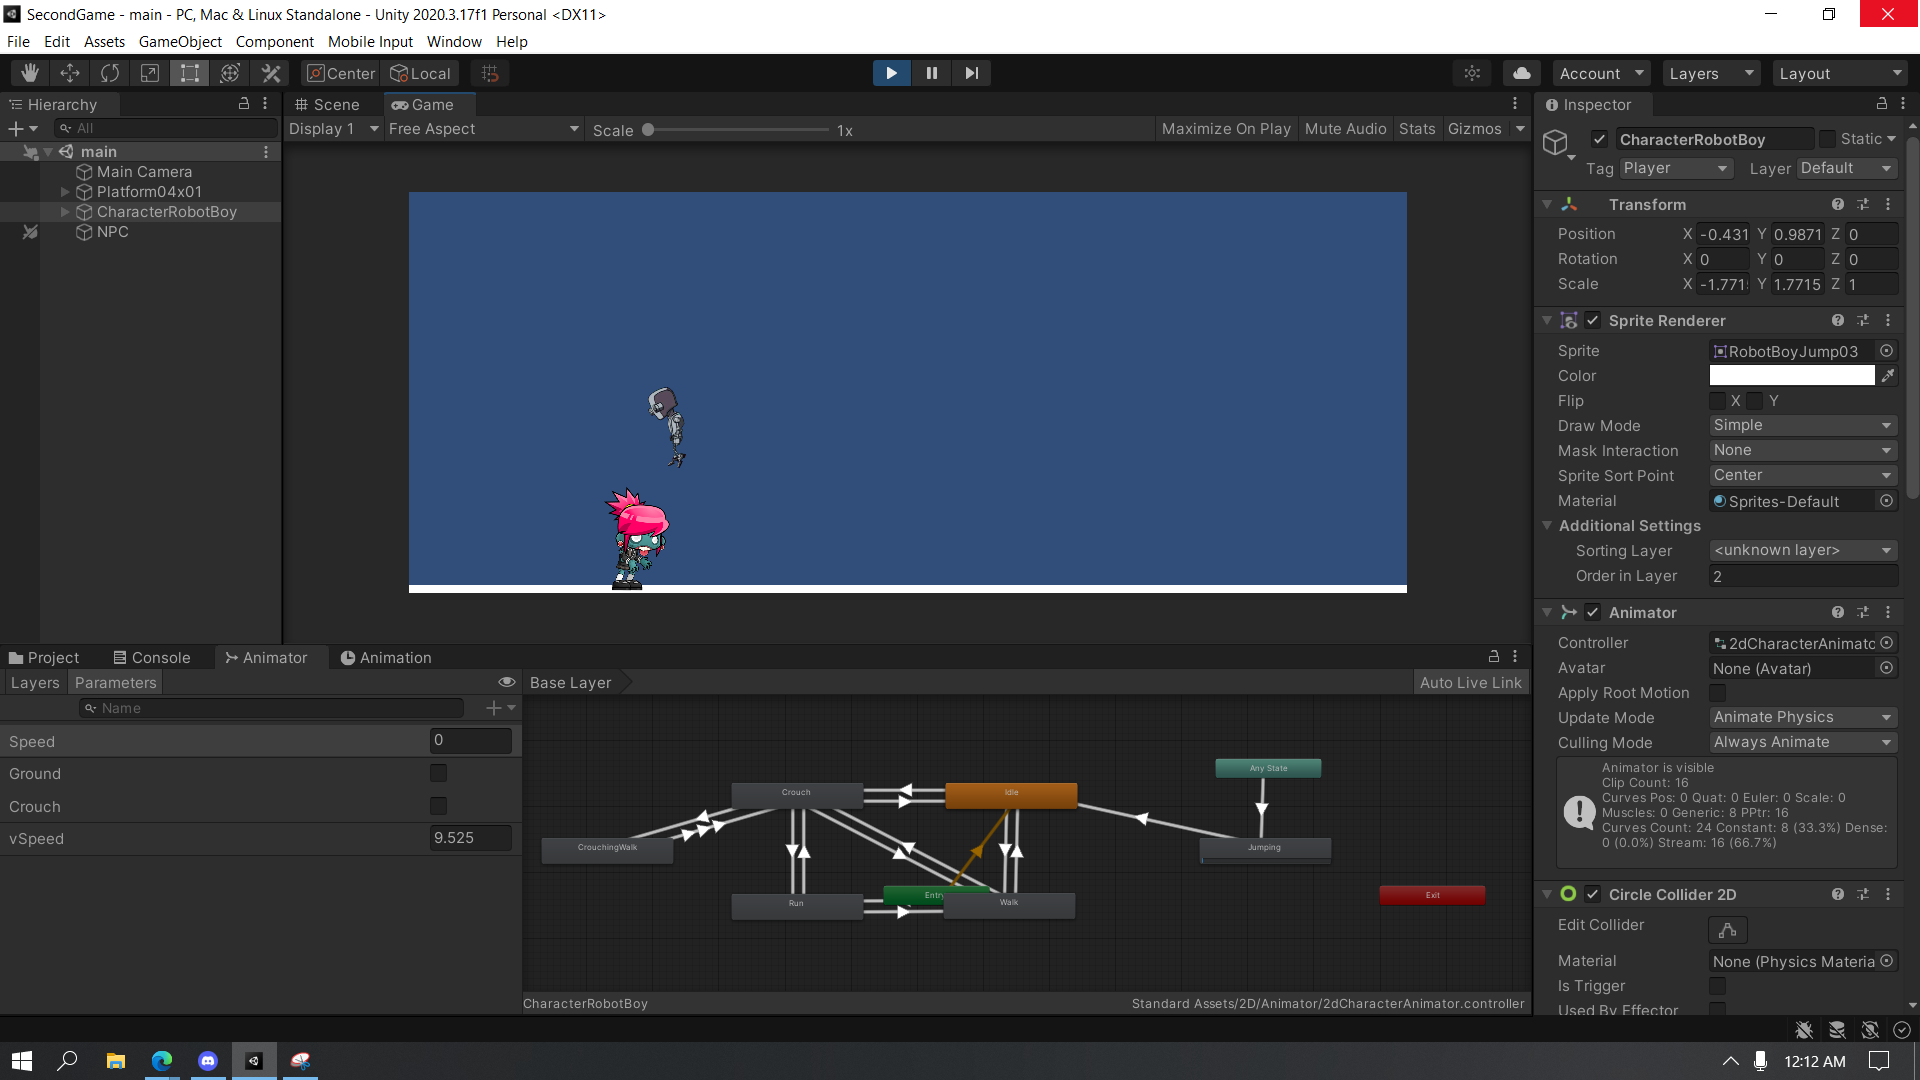 SecondGame - main - PC, Mac & Linux Standalone - Unity 2020.3.17f1 Personal <DX11>
File Edit Assets GameObject Component Mobile Input Window Help
Center Local Account Layers Layout
Hierarchy
All
main
Main Camera
Platform04x01
CharacterRobotBoy
NPC
Scene Game
Display 1 Free Aspect Scale 1x Maximize On Play Mute Audio Stats Gizmos
Inspector
CharacterRobotBoy Static
Tag Player Layer Default
Transform
Position X -0.431 Y 0.9871 Z 0
Rotation X 0 Y 0 Z 0
Scale X -1.771 Y 1.7715 Z 1
Sprite Renderer
Sprite RobotBoyJump03
Color
Flip X Y
Draw Mode Simple
Mask Interaction None
Sprite Sort Point Center
Material Sprites-Default
Additional Settings
Sorting Layer <unknown layer>
Order in Layer 2
Animator
Controller 2dCharacterAnimato
Avatar None (Avatar)
Apply Root Motion
Update Mode Animate Physics
Culling Mode Always Animate
Animator is visible
Clip Count: 16
Curves Pos: 0 Quat: 0 Euler: 0 Scale: 0
Muscles: 0 Generic: 8 PPtr: 16
Curves Count: 24 Constant: 8 (33.3%) Dense:
0 (0.0%) Stream: 16 (66.7%)
Circle Collider 2D
Edit Collider
Material None (Physics Materia
Is Trigger
Used By Effector
Project Console Animator Animation
Layers Parameters
Name
Speed 0
Ground
Crouch
vSpeed 9.525
Base Layer Auto Live Link
Any State
Crouch Idle
CrouchingWalk Jumping
Entry Exit
Run Walk
CharacterRobotBoy Standard Assets/2D/Animator/2dCharacterAnimator.controller
12:12 AM